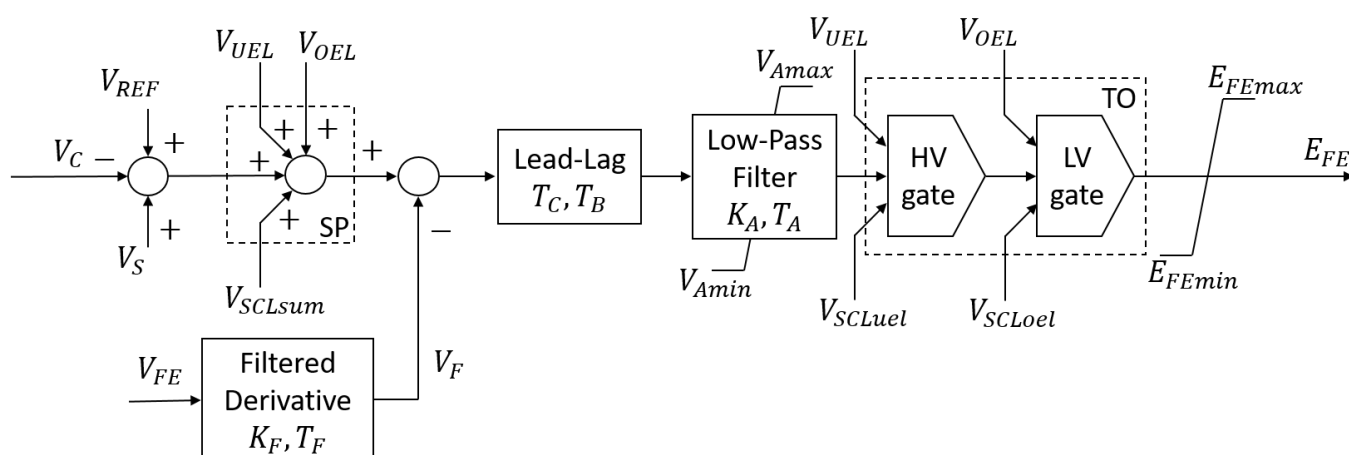 V_UEL
V_OEL
V_REF
V_C −
+
+
V_S
+
+
+
+
+
SP
V_SCLsum
+
−
V_FE
Filtered
Derivative
K_F, T_F
V_F
Lead-Lag
T_C, T_B
V_Amax
Low-Pass
Filter
K_A, T_A
V_Amin
V_UEL
V_OEL
TO
HV
gate
LV
gate
V_SCLuel
V_SCLoel
E_FEmax
E_FEmin
E_FE